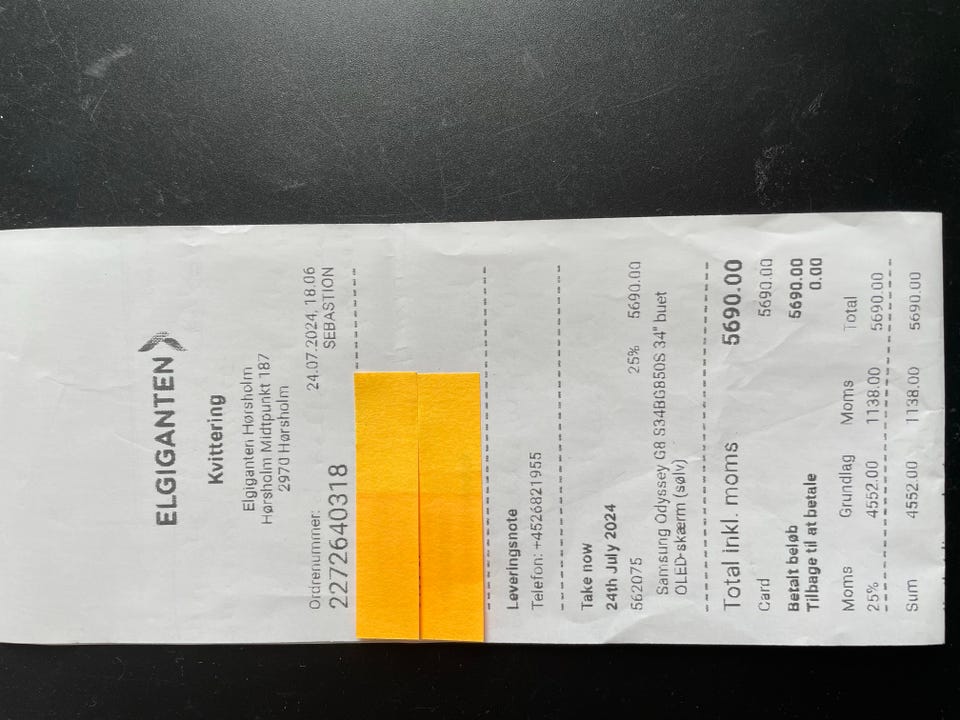 ELGIGANTEN
Kvittering
Elgiganten Hørsholm
Hørsholm Midtpunkt 187
2970 Hørsholm
Ordrenummer: 24.07.2024, 18.06
2272640318 SEBASTION
Leveringsnote
Telefon: +4526821955
Take now
24th July 2024
562075 25% 5690.00
Samsung Odyssey G8 S34BG850S 34" buet
OLED-skærm (sølv)
Total inkl. moms 5690.00
Card 5690.00
Betalt beløb 5690.00
Tilbage til at betale 0.00
Moms Grundlag Moms Total
25% 4552.00 1138.00 5690.00
Sum 4552.00 1138.00 5690.00